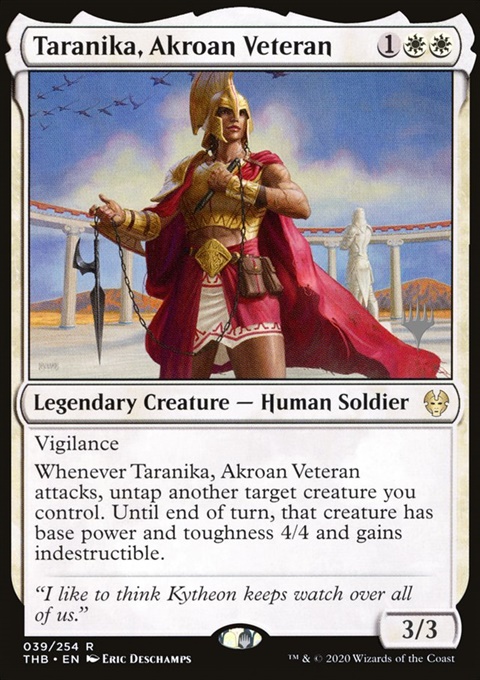 Taranika, Akroan Veteran 1
Legendary Creature — Human Soldier
Vigilance
Whenever Taranika, Akroan Veteran
attacks, untap another target creature you
control. Until end of turn, that creature has
base power and toughness 4/4 and gains
indestructible.
"I like to think Kytheon keeps watch over all
of us."
3/3
039/254 R
THB • EN Eric Deschamps
™ & © 2020 Wizards of the Coast